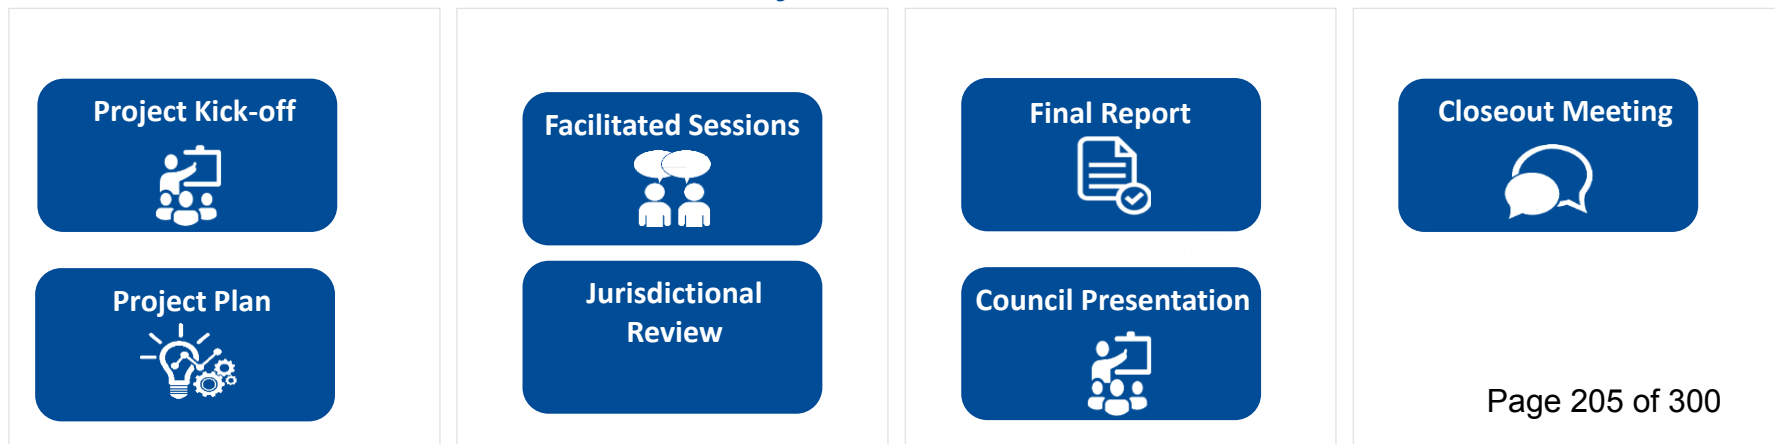 Project Kick-off
Project Plan
Facilitated Sessions
Jurisdictional
Review
Final Report
Council Presentation
Closeout Meeting
Page 205 of 300